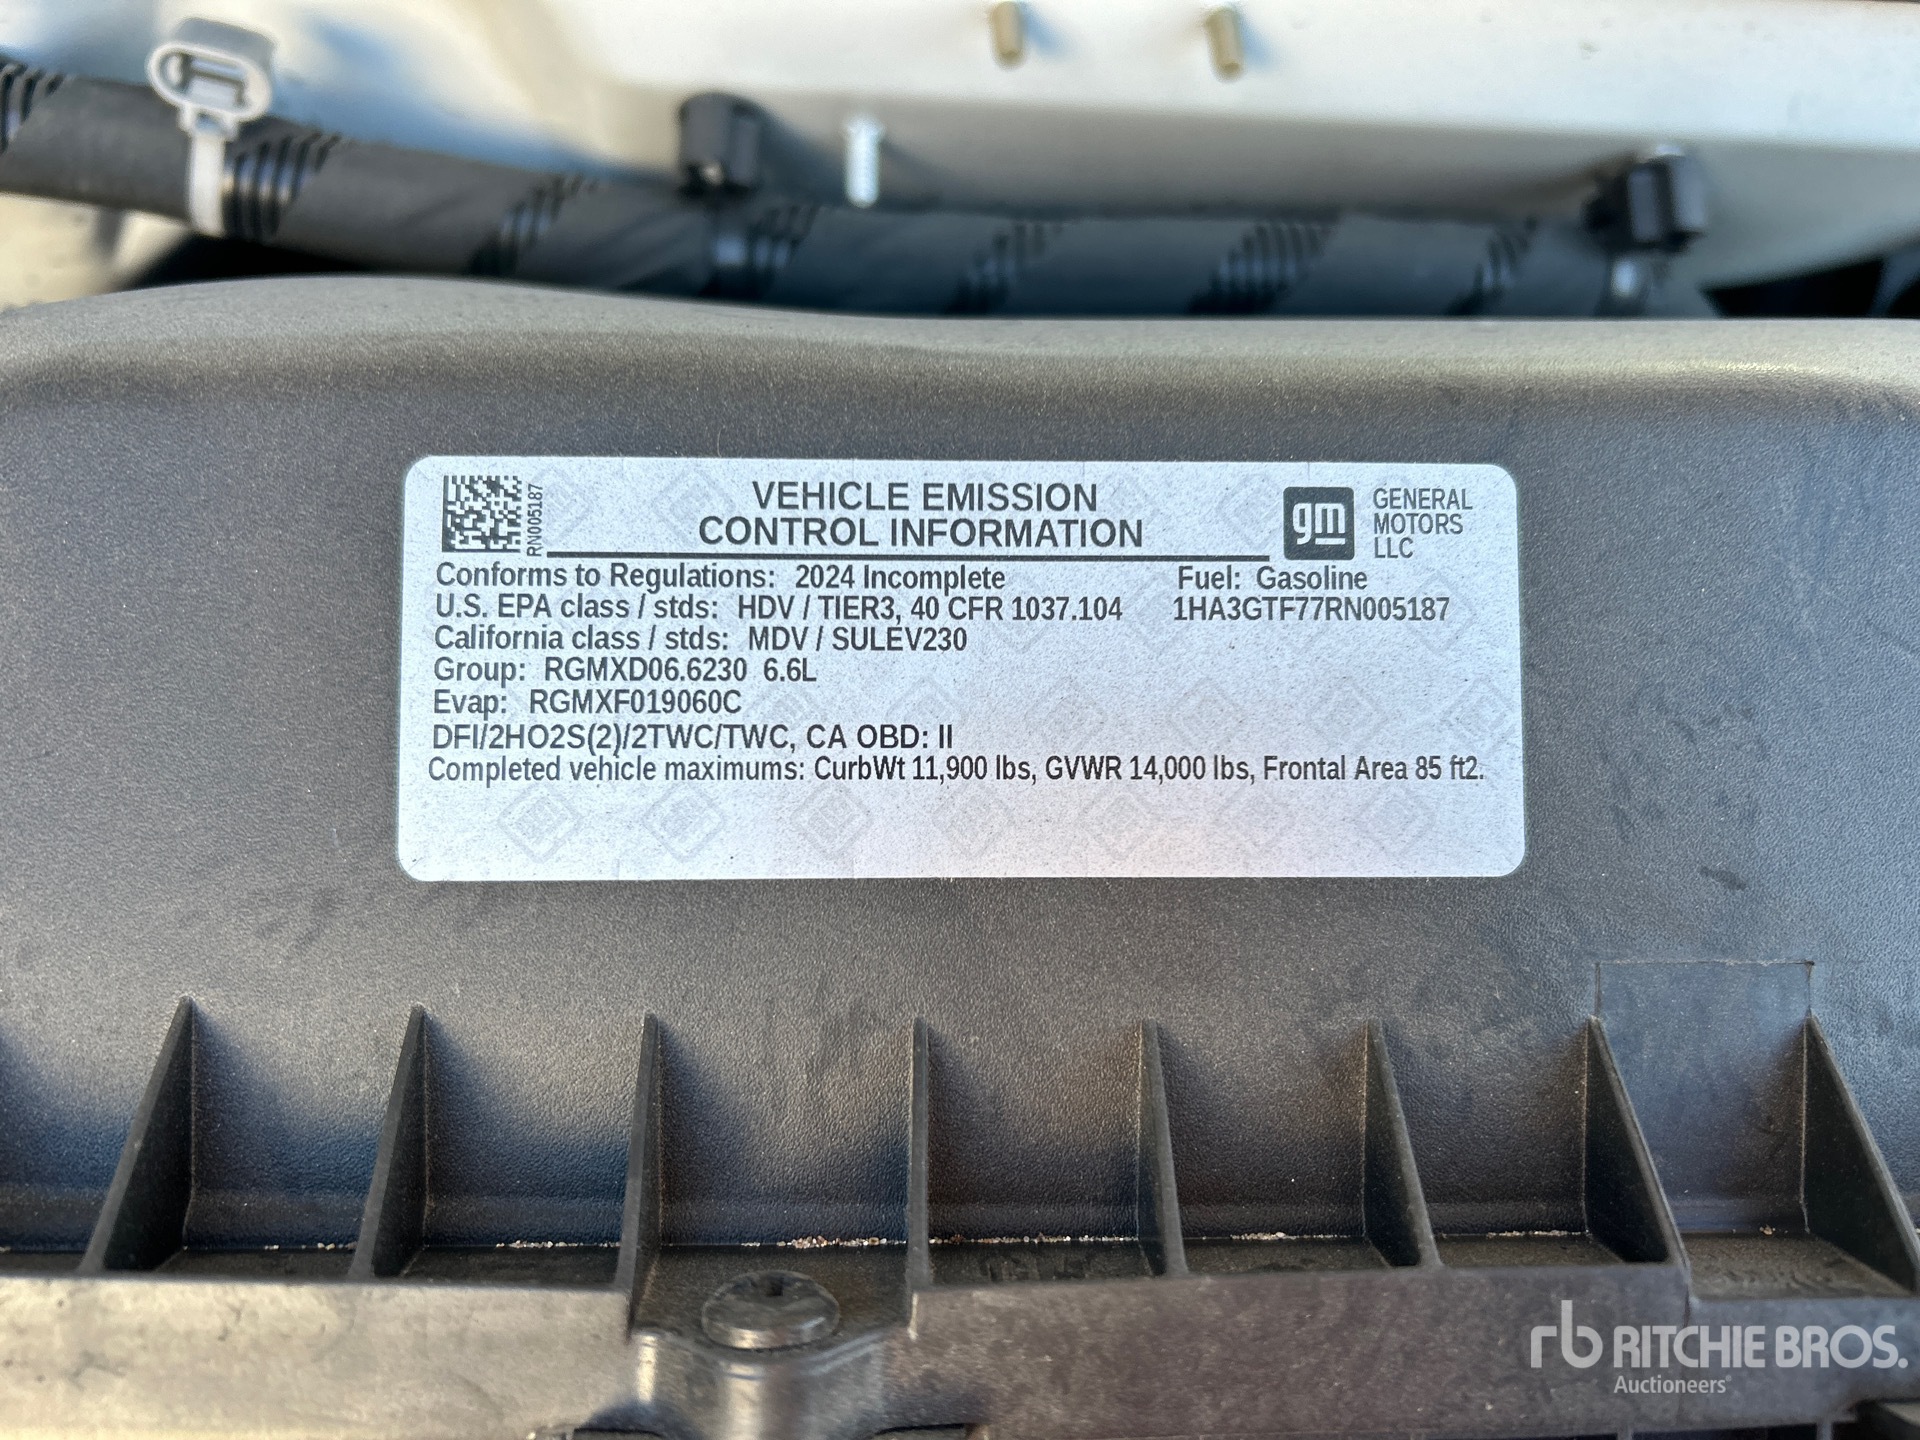 RN005187
VEHICLE EMISSION
CONTROL INFORMATION
gm
GENERAL
MOTORS
LLC
Conforms to Regulations: 2024 Incomplete Fuel: Gasoline
U.S. EPA class / stds: HDV / TIER3, 40 CFR 1037.104 1HA3GTF77RN005187
California class / stds: MDV / SULEV230
Group: RGMXD06.6230 6.6L
Evap: RGMXF019060C
DFI/2HO2S(2)/2TWC/TWC, CA OBD: II
Completed vehicle maximums: CurbWt 11,900 lbs, GVWR 14,000 lbs, Frontal Area 85 ft2.
rb RITCHIE BROS.
Auctioneers